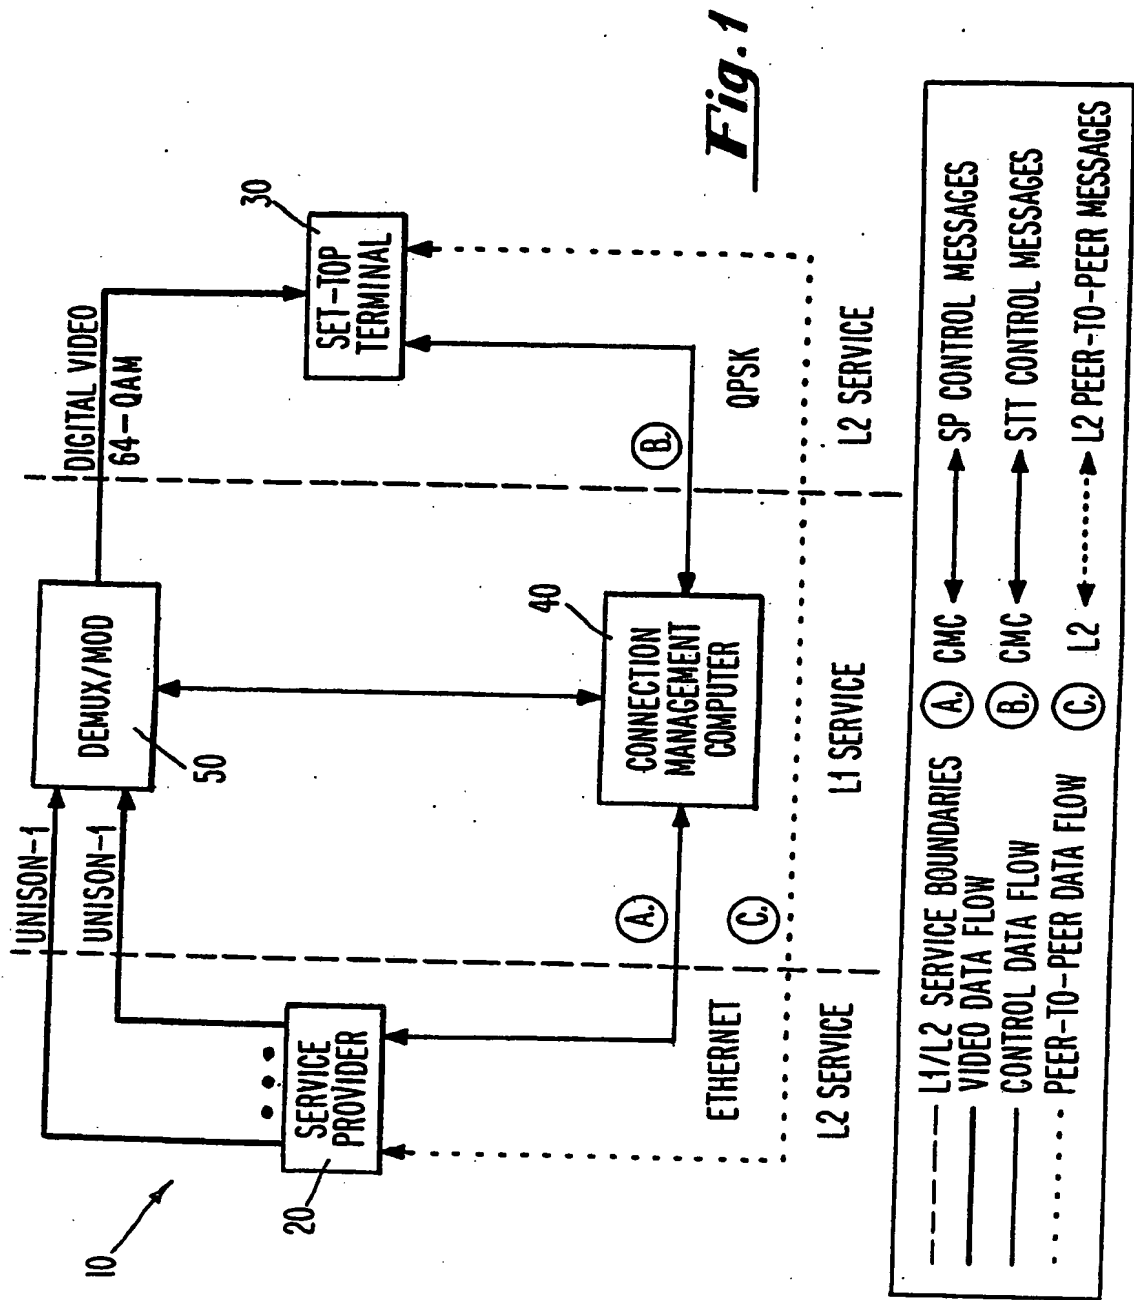 Fig. 1
10
UNISON-1
UNISON-1
DIGITAL VIDEO
64-QAM
DEMUX/MOD
50
SERVICE
PROVIDER
20
SET-TOP
TERMINAL
30
CONNECTION
MANAGEMENT
COMPUTER
40
A.
B.
C.
ETHERNET
QPSK
L2 SERVICE
L1 SERVICE
L2 SERVICE
L1/L2 SERVICE BOUNDARIES
VIDEO DATA FLOW
CONTROL DATA FLOW
PEER-TO-PEER DATA FLOW
A. CMC SP CONTROL MESSAGES
B. CMC STT CONTROL MESSAGES
C. L2 L2 PEER-TO-PEER MESSAGES